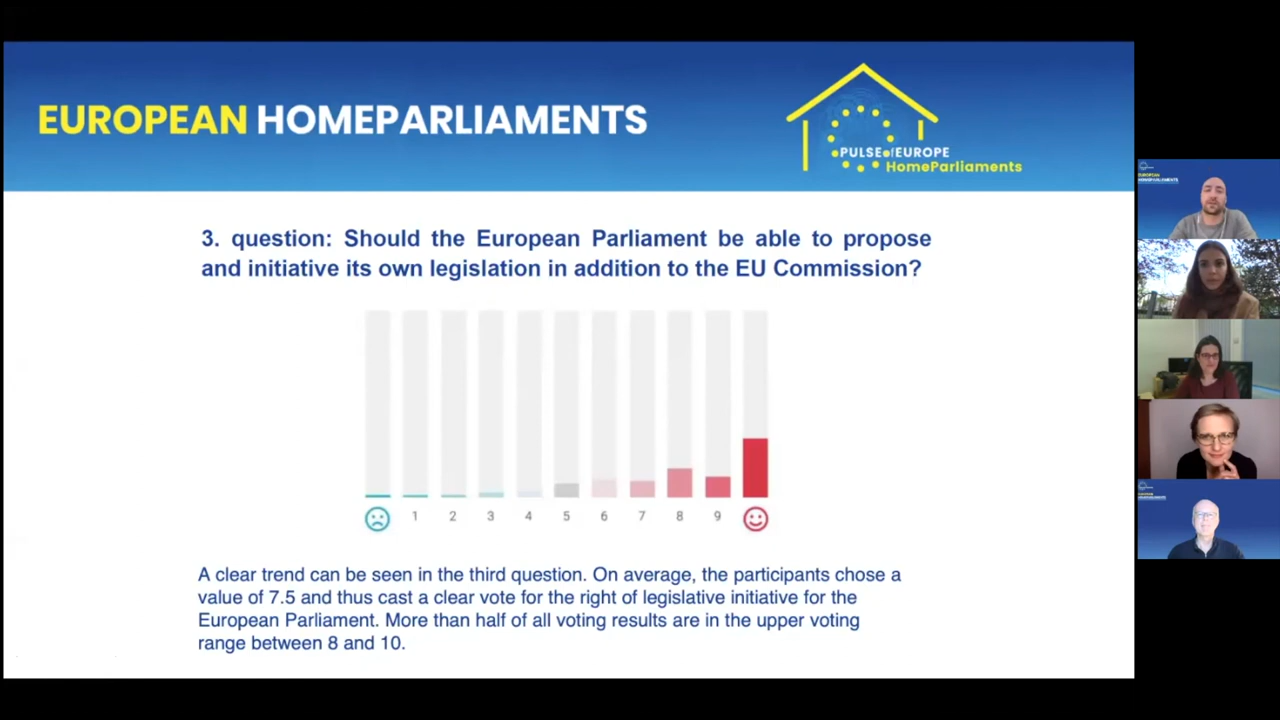 EUROPEAN HOMEPARLIAMENTS
PULSE of EUROPE
HomeParliaments
3. question: Should the European Parliament be able to propose
and initiative its own legislation in addition to the EU Commission?
1 2 3 4 5 6 7 8 9
A clear trend can be seen in the third question. On average, the participants chose a
value of 7.5 and thus cast a clear vote for the right of legislative initiative for the
European Parliament. More than half of all voting results are in the upper voting
range between 8 and 10.